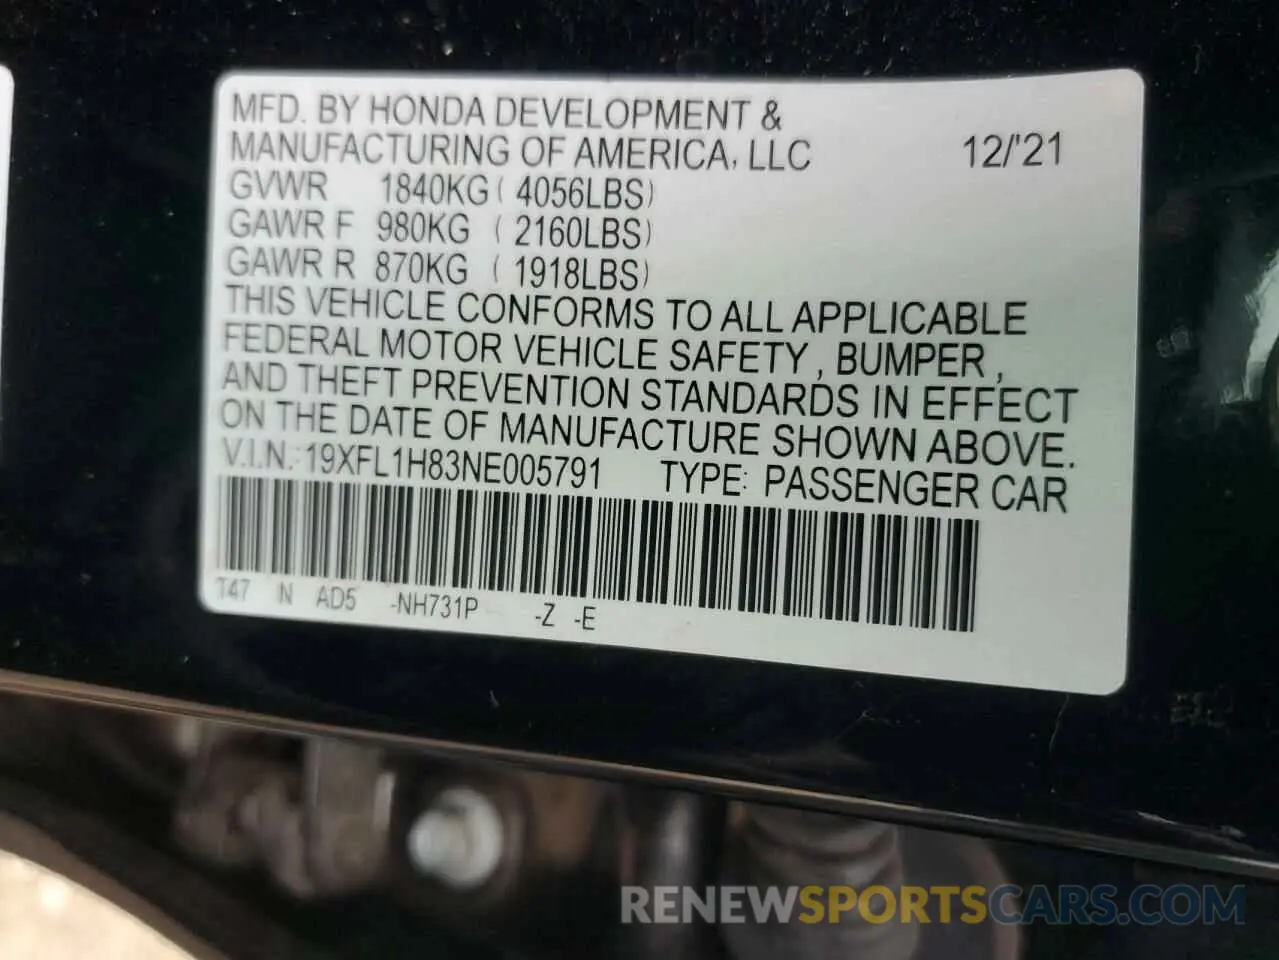 MFD. BY HONDA DEVELOPMENT &
MANUFACTURING OF AMERICA, LLC 12/'21
GVWR 1840KG ( 4056LBS)
GAWR F 980KG ( 2160LBS)
GAWR R 870KG ( 1918LBS)
THIS VEHICLE CONFORMS TO ALL APPLICABLE
FEDERAL MOTOR VEHICLE SAFETY , BUMPER ,
AND THEFT PREVENTION STANDARDS IN EFFECT
ON THE DATE OF MANUFACTURE SHOWN ABOVE.
V.I.N.: 19XFL1H83NE005791 TYPE: PASSENGER CAR
T47 N AD5 -NH731P -Z -E
RENEWSPORTSCARS.COM